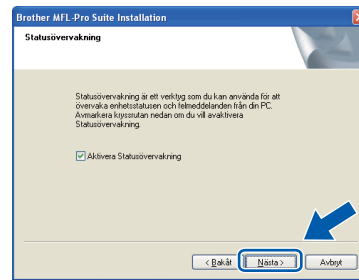 Brother MFL-Pro Suite Installation
Statusövervakning
Statusövervakning är ett verktyg som du kan använda för att
övervaka enhetsstatusen och felmeddelanden från din PC.
Avmarkera kryssrutan nedan om du vill avaktivera
Statusövervakning.
Aktivera Statusövervakning
< Bakåt
Nästa >
Avbryt